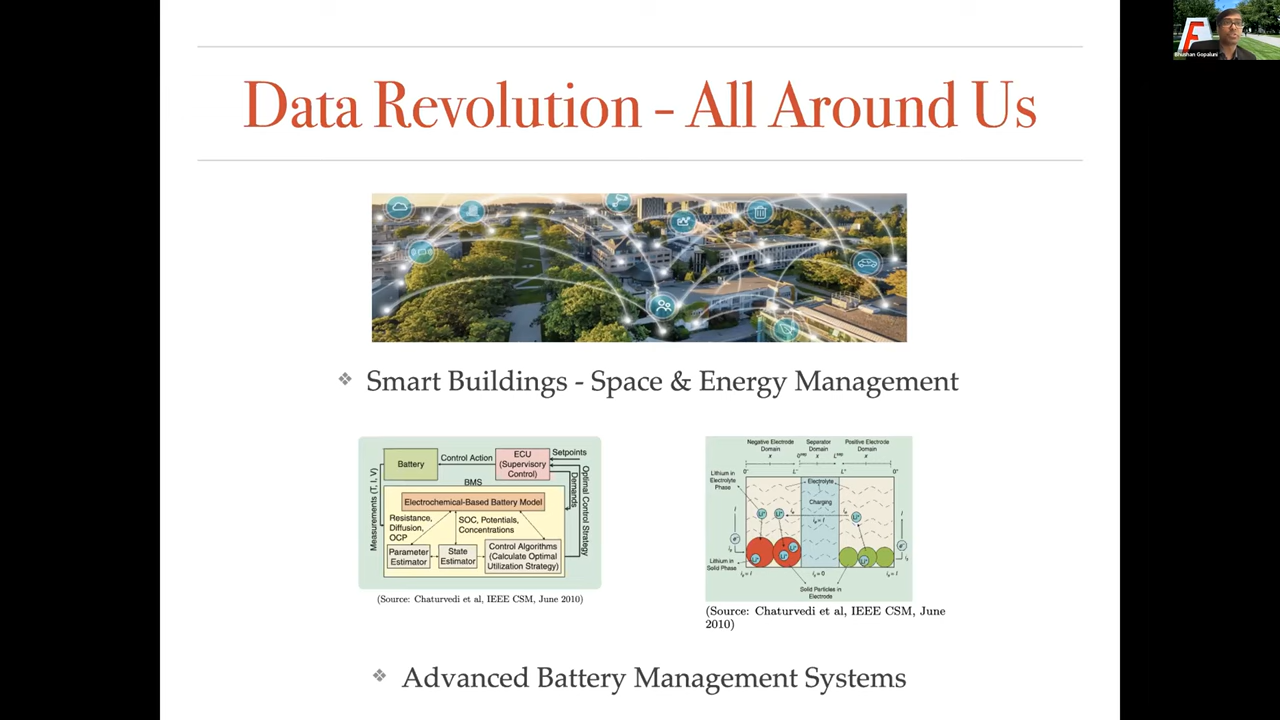 Data Revolution - All Around Us
F
Bhushan Gopaluni
Smart Buildings - Space & Energy Management
Battery
Control Action
ECU
(Supervisory
Control)
Setpoints
Demands
Optimal Control Strategy
Measurements (T, I, V)
BMS
Electrochemical-Based Battery Model
Resistance,
Diffusion,
OCP
SOC, Potentials,
Concentrations
Parameter
Estimator
State
Estimator
Control Algorithms
(Calculate Optimal
Utilization Strategy)
(Source: Chaturvedi et al, IEEE CSM, June 2010)
Negative Electrode
Domain
Separator
Domain
Positive Electrode
Domain
x
x
x
Lithium in
Electrolyte
Phase
Electrolyte
Charging
Lithium in
Solid Phase
Solid Particles in
Electrode
(Source: Chaturvedi et al, IEEE CSM, June
2010)
Advanced Battery Management Systems